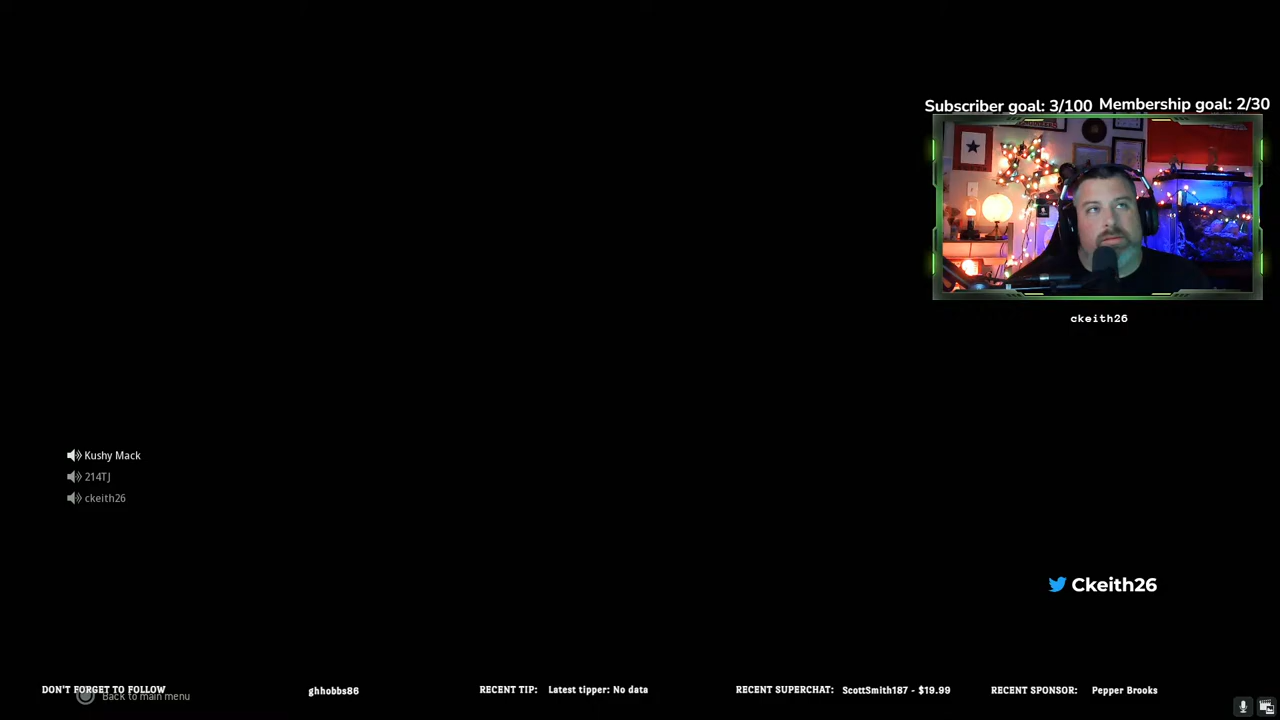 Subscriber goal: 3/100
Membership goal: 2/30
ckeith26
Kushy Mack
214TJ
ckeith26
Ckeith26
DON'T FORGET TO FOLLOW
Back to main menu
ghhobbs86
RECENT TIP: Latest tipper: No data
RECENT SUPERCHAT: ScottSmith187 - $19.99
RECENT SPONSOR: Pepper Brooks